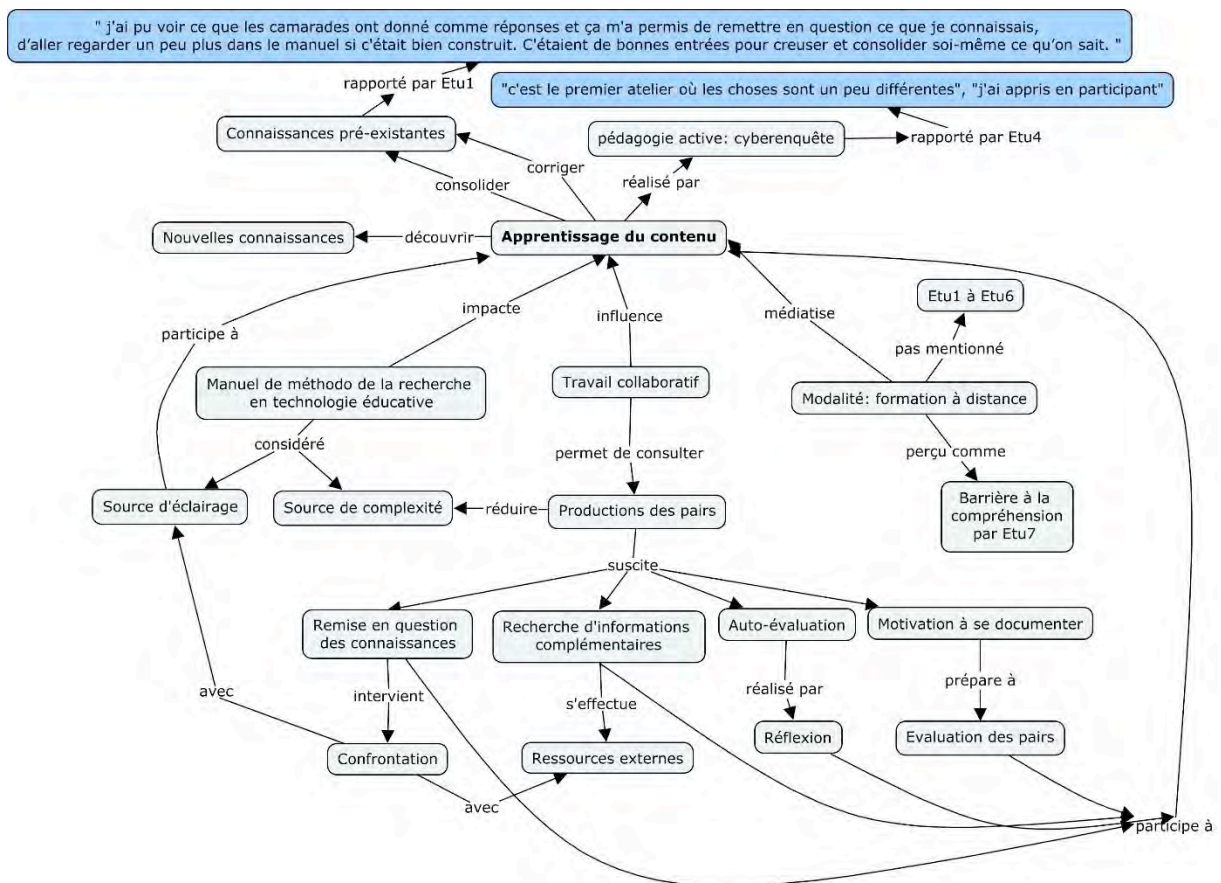 " j'ai pu voir ce que les camarades ont donné comme réponses et ça m'a permis de remettre en question ce que je connaissais,
d'aller regarder un peu plus dans le manuel si c'était bien construit. C'étaient de bonnes entrées pour creuser et consolider soi-même ce qu'on sait. "
rapporté par Etu1
"c'est le premier atelier où les choses sont un peu différentes", "j'ai appris en participant"
Connaissances pré-existantes
pédagogie active: cyberenquête
rapporté par Etu4
corriger
consolider
réalisé par
Nouvelles connaissances
découvrir
Apprentissage du contenu
Etu1 à Etu6
impacte
influence
médiatise
participe à
pas mentionné
Manuel de méthodo de la recherche
en technologie éducative
Travail collaboratif
Modalité: formation à distance
considéré
permet de consulter
perçu comme
Source d'éclairage
Source de complexité
réduire
Productions des pairs
Barrière à la
compréhension
par Etu7
suscite
Remise en question
des connaissances
Recherche d'informations
complémentaires
Auto-évaluation
Motivation à se documenter
avec
intervient
s'effectue
réalisé par
prépare à
Confrontation
Ressources externes
Réflexion
Evaluation des pairs
avec
participe à